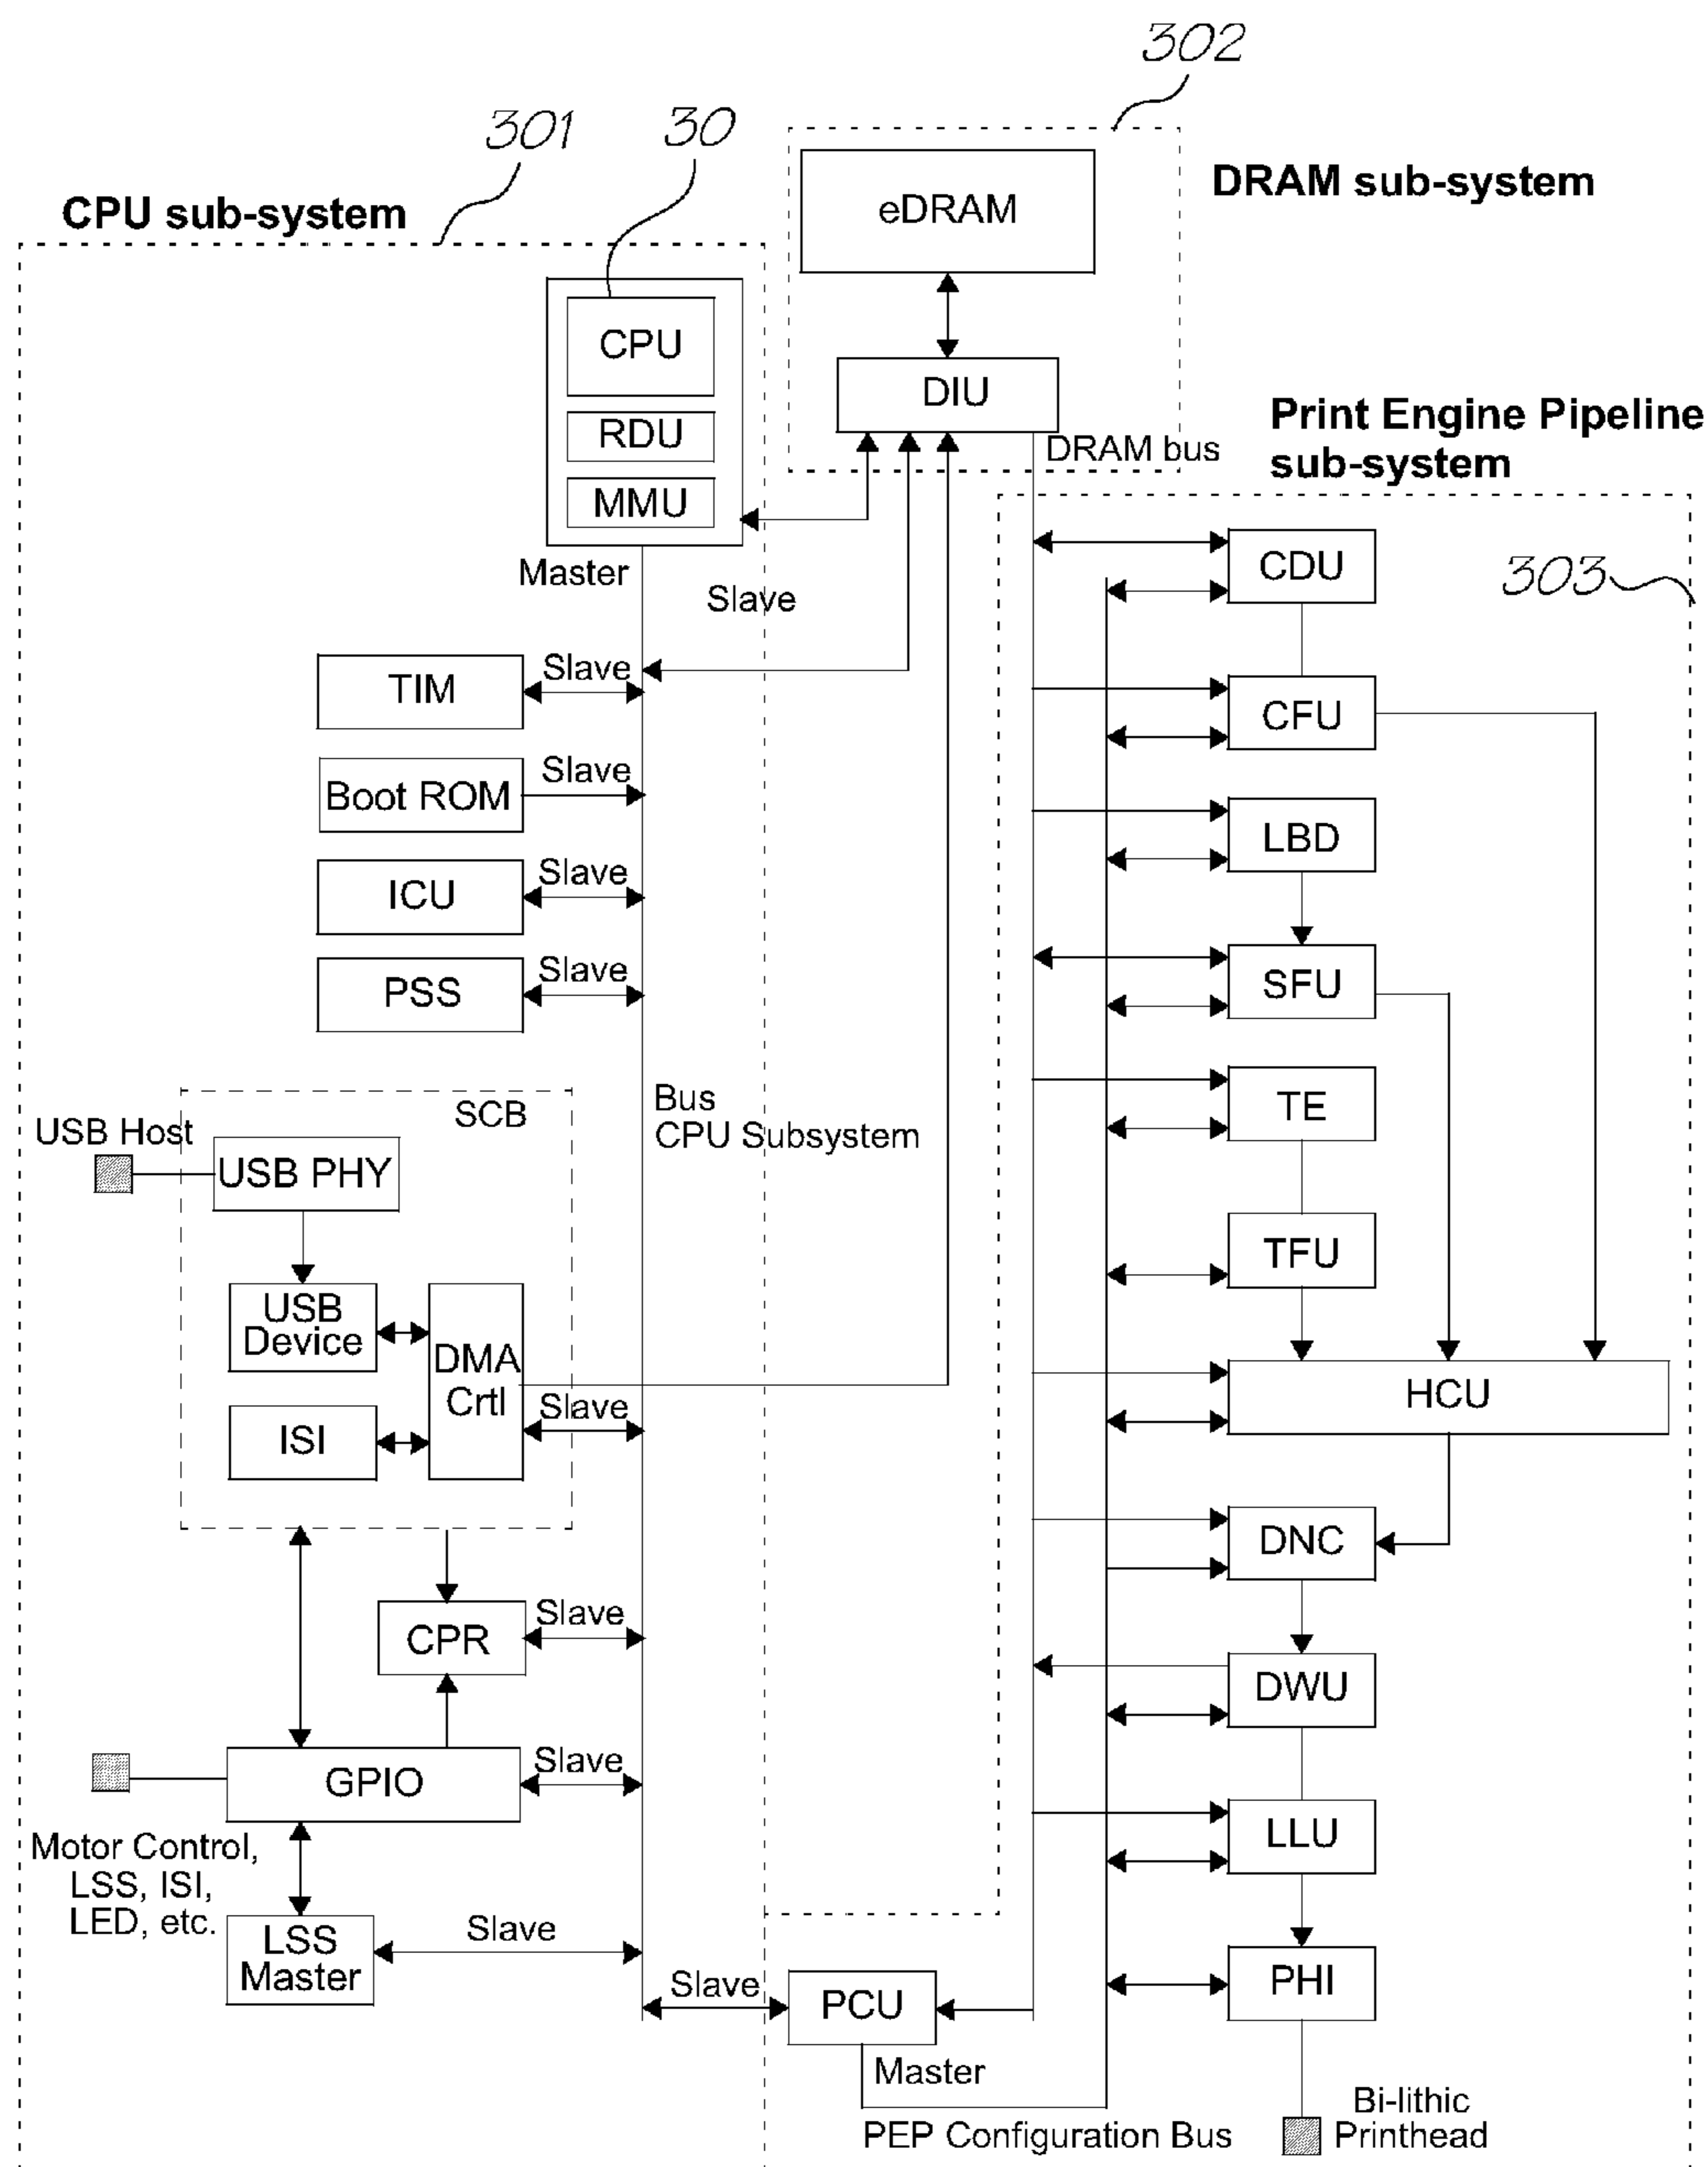 302
301
30
CPU sub-system
DRAM sub-system
eDRAM
CPU
RDU
MMU
DIU
DRAM bus
Print Engine Pipeline
sub-system
303
Master
Slave
TIM
Slave
Boot ROM
Slave
ICU
Slave
PSS
Slave
Bus
CPU Subsystem
SCB
USB Host
USB PHY
USB
Device
DMA
Crtl
ISI
Slave
CPR
Slave
GPIO
Slave
Motor Control,
LSS, ISI,
LED, etc.
LSS
Master
Slave
Slave
PCU
Master
PEP Configuration Bus
CDU
CFU
LBD
SFU
TE
TFU
HCU
DNC
DWU
LLU
PHI
Bi-lithic
Printhead